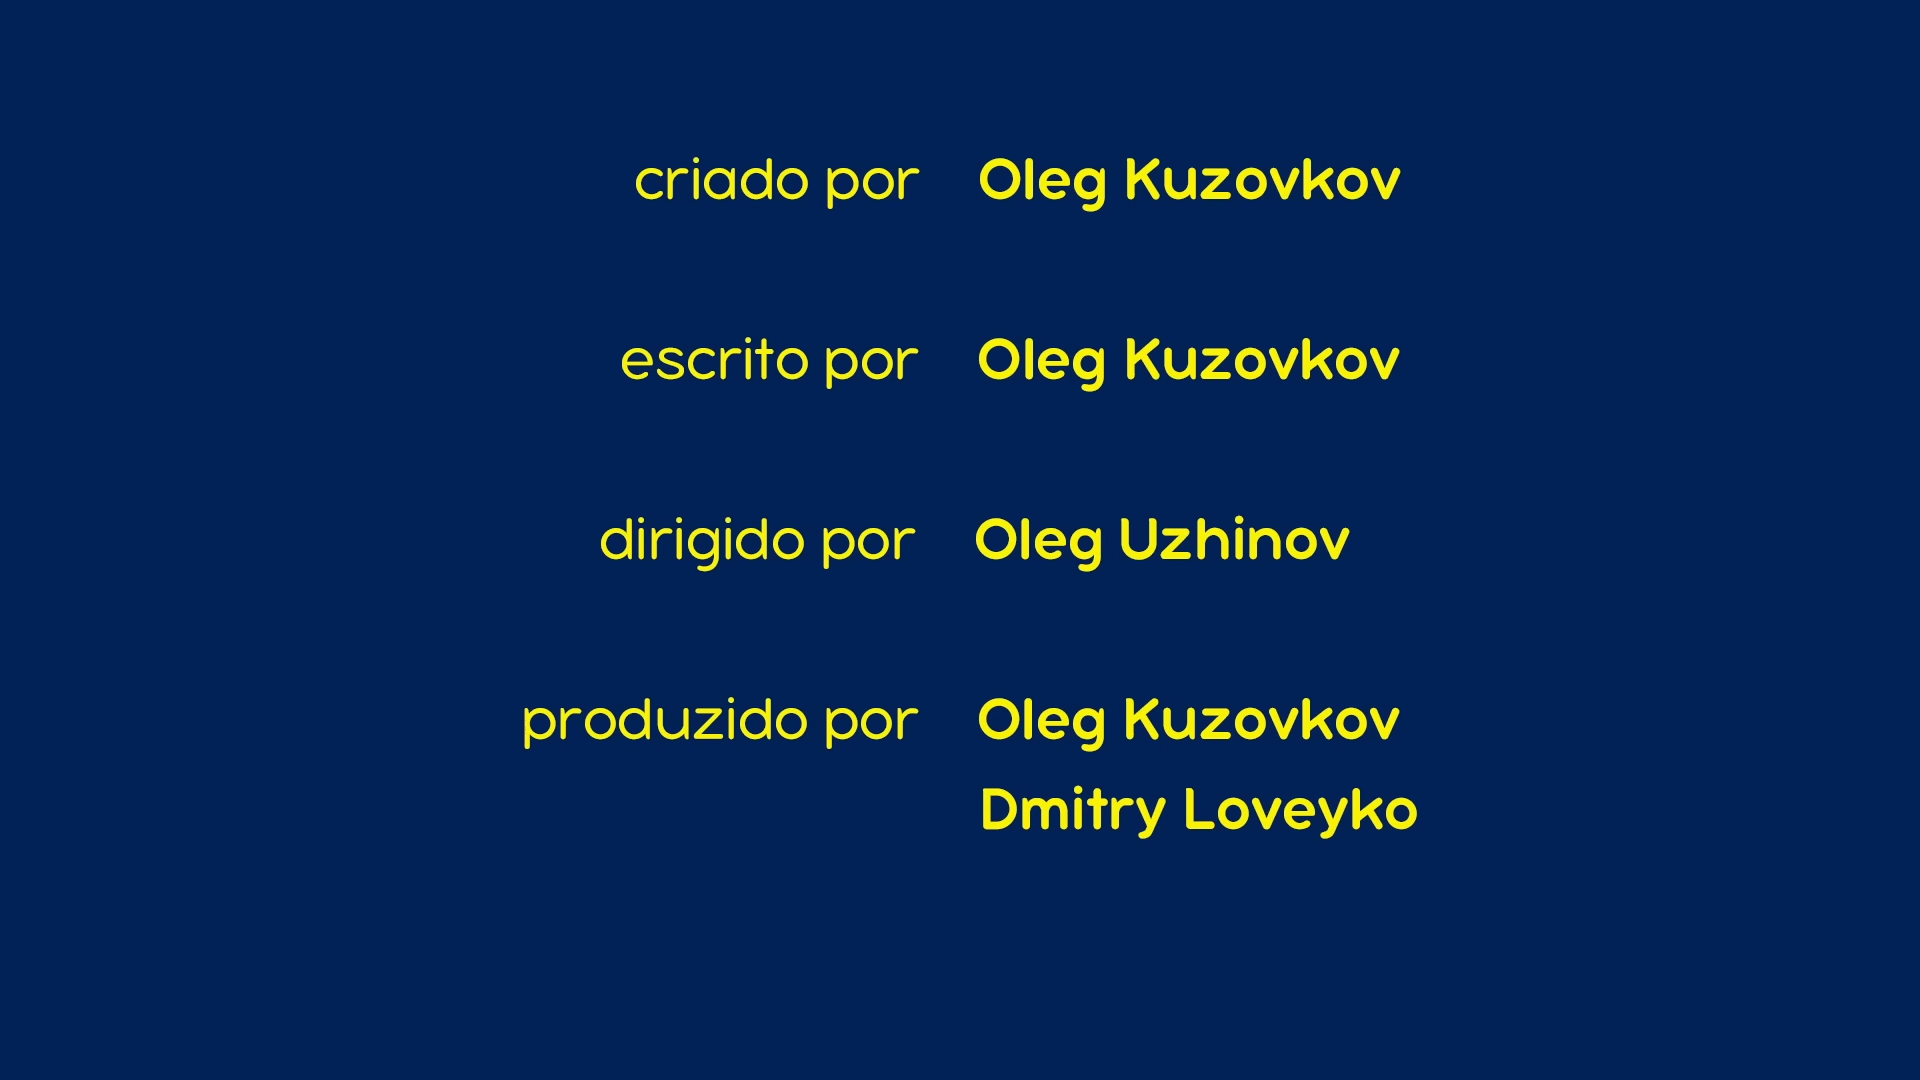 criado por Oleg Kuzovkov
escrito por Oleg Kuzovkov
dirigido por Oleg Uzhinov
produzido por Oleg Kuzovkov
Dmitry Loveyko